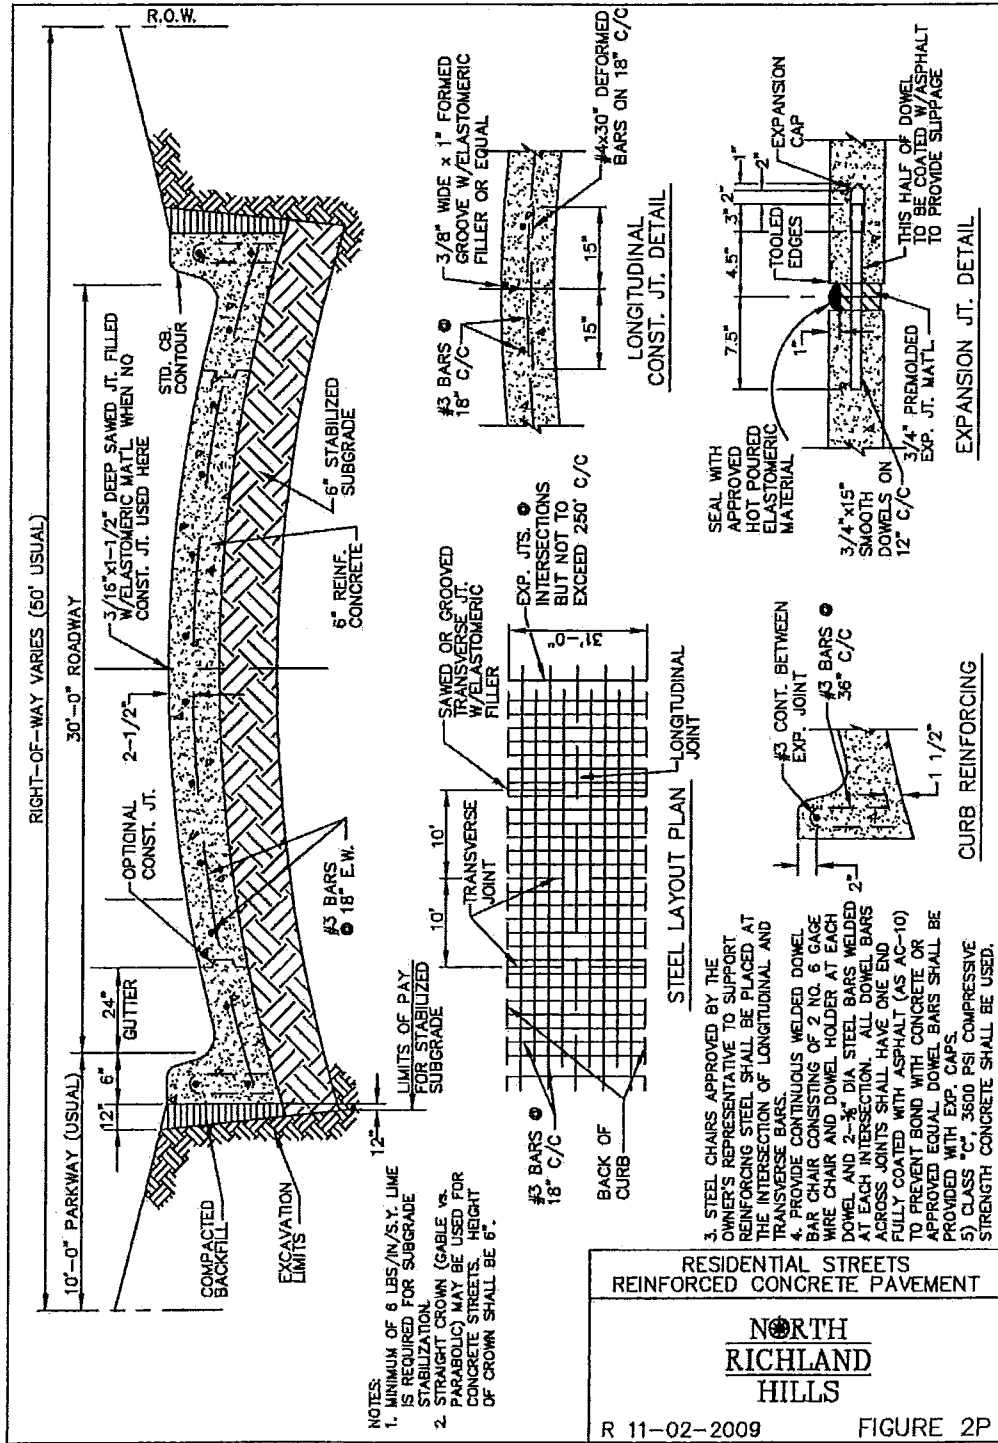 R.O.W.
RIGHT-OF-WAY VARIES (50' USUAL)
10'-0" PARKWAY (USUAL)
30'-0" ROADWAY
12"
6"
24"
GUTTER
OPTIONAL
CONST. JT.
2-1/2"
3/16"x1-1/2" DEEP SAWED JT. FILLED
W/ELASTOMERIC MAT'L. WHEN NO
CONST. JT. USED HERE
STD. CB.
CONTOUR
COMPACTED
BACKFILL
EXCAVATION
LIMITS
#3 BARS
@ 18" E.W.
6" REINF.
CONCRETE
6" STABILIZED
SUBGRADE
12"
LIMITS OF PAY
FOR STABILIZED
SUBGRADE
NOTES:
1. MINIMUM OF 6 LBS/IN/S.Y. LIME
IS REQUIRED FOR SUBGRADE
STABILIZATION.
2. STRAIGHT CROWN (GABLE vs.
PARABOLIC) MAY BE USED FOR
CONCRETE STREETS. HEIGHT
OF CROWN SHALL BE 6".
#3 BARS @
18" C/C
BACK OF
CURB
10'
10'
TRANSVERSE
JOINT
SAWED OR GROOVED
TRANSVERSE JT.
W/ELASTOMERIC
FILLER
EXP. JTS. @
INTERSECTIONS
BUT NOT TO
EXCEED 250' C/C
31'-0"
LONGITUDINAL
JOINT
STEEL LAYOUT PLAN
#3 BARS @
18" C/C
3/8" WIDE x 1" FORMED
GROOVE W/ELASTOMERIC
FILLER OR EQUAL
#4x30" DEFORMED
BARS ON 18" C/C
15"
15"
LONGITUDINAL
CONST. JT. DETAIL
3. STEEL CHAIRS APPROVED BY THE
OWNER'S REPRESENTATIVE TO SUPPORT
REINFORCING STEEL SHALL BE PLACED AT
THE INTERSECTION OF LONGITUDINAL AND
TRANSVERSE BARS.
4. PROVIDE CONTINUOUS WELDED DOWEL
BAR CHAIR CONSISTING OF 2 NO. 6 GAGE
WIRE CHAIR AND DOWEL HOLDER AT EACH
DOWEL AND 2-⅜" DIA STEEL BARS WELDED
AT EACH INTERSECTION. ALL DOWEL BARS
ACROSS JOINTS SHALL HAVE ONE END
FULLY COATED WITH ASPHALT (AS AC-10)
TO PREVENT BOND WITH CONCRETE OR
APPROVED EQUAL DOWEL BARS SHALL BE
PROVIDED WITH EXP. CAPS.
5) CLASS "C", 3600 PSI COMPRESSIVE
STRENGTH CONCRETE SHALL BE USED.
#3 CONT. BETWEEN
EXP. JOINT
#3 BARS @
36" C/C
2"
1 1/2"
CURB REINFORCING
SEAL WITH
APPROVED
HOT POURED
ELASTOMERIC
MATERIAL
3/4"x15"
SMOOTH
DOWELS ON
12" C/C
7.5"
4.5"
3"
2"
1"
2"
1"
TOOLED
EDGES
EXPANSION
CAP
3/4" PREMOLDED
EXP. JT. MAT'L.
THIS HALF OF DOWEL
TO BE COATED W/ASPHALT
TO PROVIDE SLIPPAGE
EXPANSION JT. DETAIL
RESIDENTIAL STREETS
REINFORCED CONCRETE PAVEMENT
NORTH
RICHLAND
HILLS
R 11-02-2009
FIGURE 2P